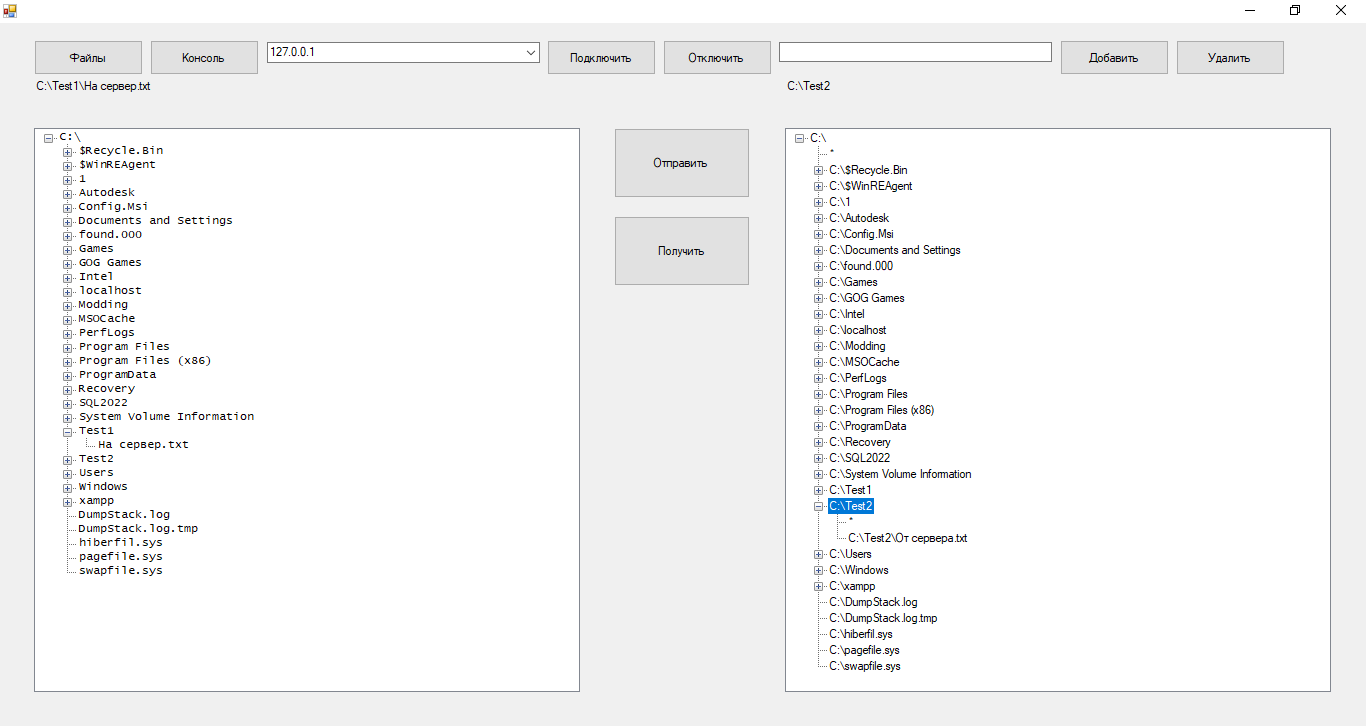 Файлы
Консоль
127.0.0.1
Подключить
Отключить
Добавить
Удалить
C:\Test1\На сервер.txt
C:\Test2
C:\
$Recycle.Bin
$WinREAgent
1
Autodesk
Config.Msi
Documents and Settings
found.000
Games
GOG Games
Intel
localhost
Modding
MSOCache
PerfLogs
Program Files
Program Files (x86)
ProgramData
Recovery
SQL2022
System Volume Information
Test1
На сервер.txt
Test2
Users
Windows
xampp
DumpStack.log
DumpStack.log.tmp
hiberfil.sys
pagefile.sys
swapfile.sys
Отправить
Получить
C:\
*
C:\$Recycle.Bin
C:\$WinREAgent
C:\1
C:\Autodesk
C:\Config.Msi
C:\Documents and Settings
C:\found.000
C:\Games
C:\GOG Games
C:\Intel
C:\localhost
C:\Modding
C:\MSOCache
C:\PerfLogs
C:\Program Files
C:\Program Files (x86)
C:\ProgramData
C:\Recovery
C:\SQL2022
C:\System Volume Information
C:\Test1
C:\Test2
*
C:\Test2\От сервера.txt
C:\Users
C:\Windows
C:\xampp
C:\DumpStack.log
C:\DumpStack.log.tmp
C:\hiberfil.sys
C:\pagefile.sys
C:\swapfile.sys